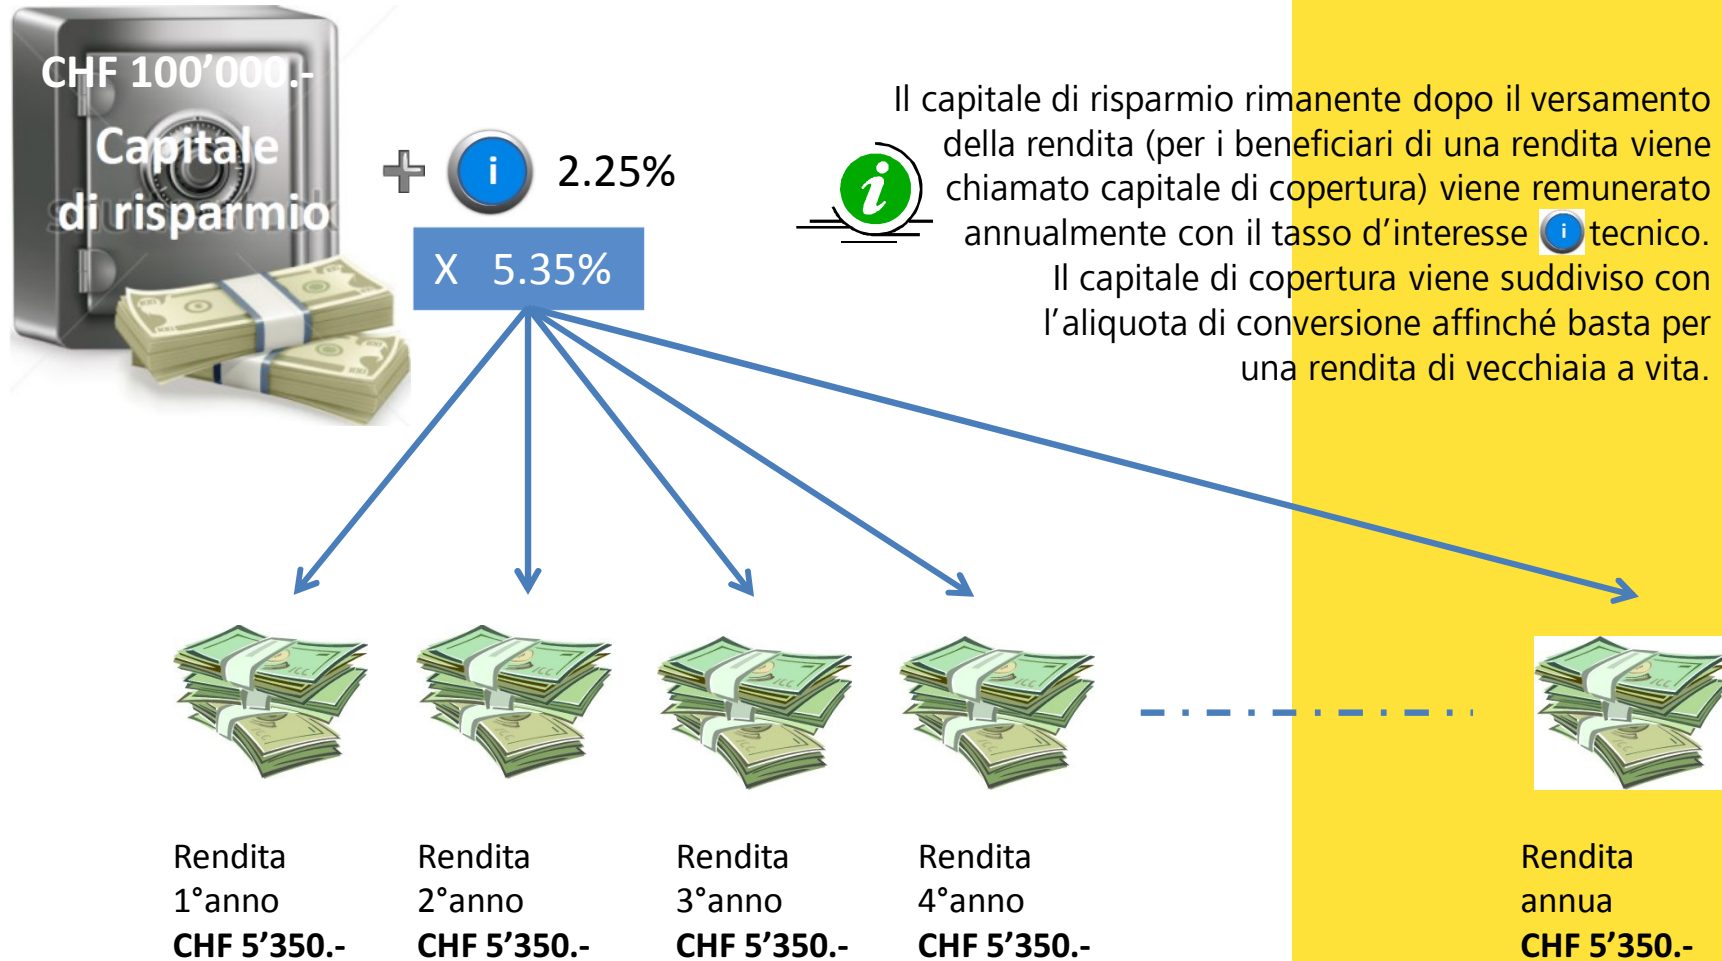 CHF 100’000.-
Capitale
di risparmio
i 2.25%
X 5.35%
Il capitale di risparmio rimanente dopo il versamento
della rendita (per i beneficiari di una rendita viene
chiamato capitale di copertura) viene remunerato
annualmente con il tasso d’interesse i tecnico.
Il capitale di copertura viene suddiviso con
l’aliquota di conversione affinché basta per
una rendita di vecchiaia a vita.
i
Rendita
1°anno
CHF 5’350.-
Rendita
2°anno
CHF 5’350.-
Rendita
3°anno
CHF 5’350.-
Rendita
4°anno
CHF 5’350.-
Rendita
annua
CHF 5’350.-